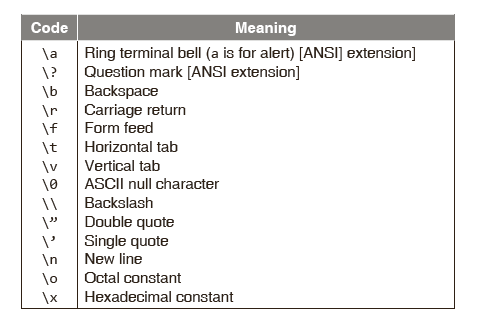 Code Meaning
\a Ring terminal bell (a is for alert) [ANSI] extension]
\? Question mark [ANSI extension]
\b Backspace
\r Carriage return
\f Form feed
\t Horizontal tab
\v Vertical tab
\0 ASCII null character
\\ Backslash
\” Double quote
\’ Single quote
\n New line
\o Octal constant
\x Hexadecimal constant